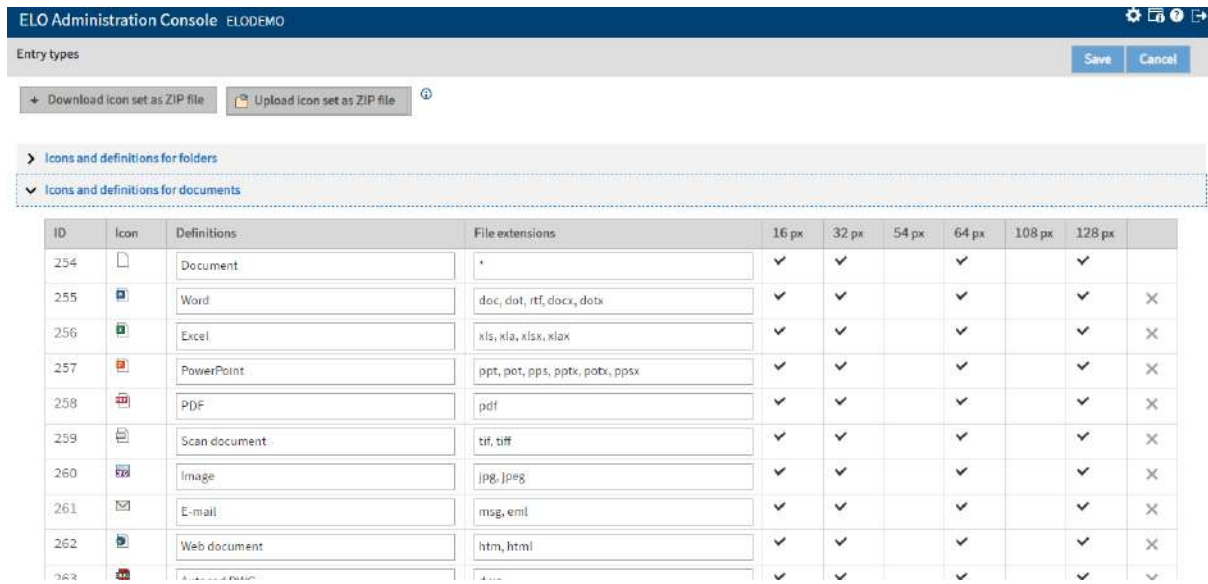 ELO Administration Console ELODEMO
Entry types
Save Cancel
Download icon set as ZIP file Upload icon set as ZIP file
Icons and definitions for folders
Icons and definitions for documents
ID Icon Definitions File extensions 16 px 32 px 54 px 64 px 108 px 128 px
254 Document *
255 Word doc, dot, rtf, docx, dotx
256 Excel xls, xla, xlsx, xlax
257 PowerPoint ppt, pot, pps, pptx, potx, ppsx
258 PDF pdf
259 Scan document tif, tiff
260 Image jpg, jpeg
261 E-mail msg, eml
262 Web document htm, html
263 Autocad DWG dwg